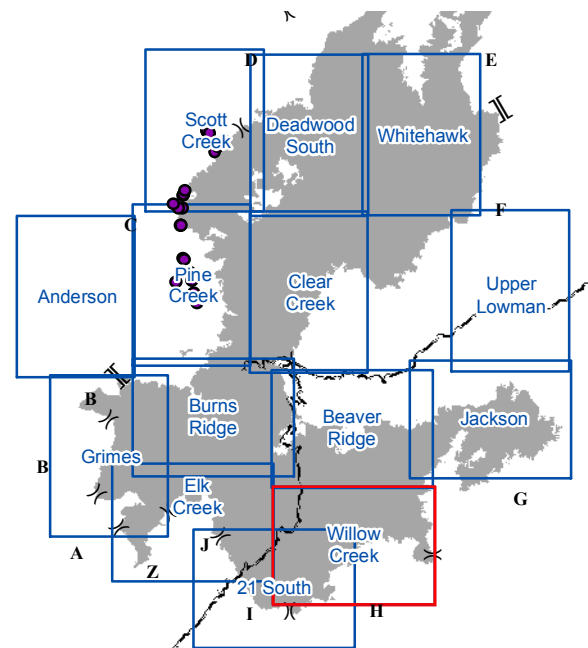 D
E
Scott
Creek
Deadwood
South
Whitehawk
C
F
Anderson
Pine
Creek
Clear
Creek
Upper
Lowman
B
Burns
Ridge
Beaver
Ridge
Jackson
B
Grimes
Elk
Creek
G
A
Z
J
Willow
Creek
21 South
I
H